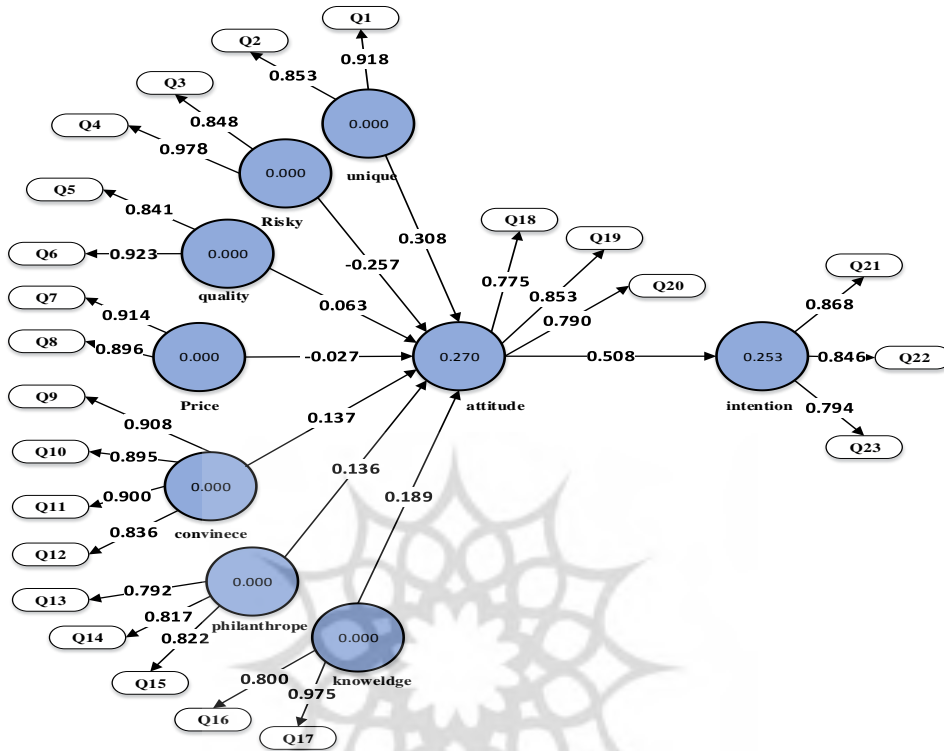 Q1
Q2
0.918
0.853
Q3
0.000
Q4
0.848
0.978
0.000
unique
Q5
Risky
Q18
0.841
0.308
Q19
Q6
0.923
0.000
-0.257
0.775
Q21
quality
0.853
Q20
Q7
0.063
0.790
0.868
0.914
Q8
0.896
0.000
-0.027
0.270
0.508
0.253
0.846
Q22
Price
attitude
intention
0.794
Q9
0.137
0.908
Q23
Q10
0.895
0.136
0.900
0.000
0.189
Q11
0.836
convinece
Q12
0.000
Q13
0.792
0.817
philanthrope
Q14
0.822
0.000
Q15
knoweldge
0.800
0.975
Q16
Q17